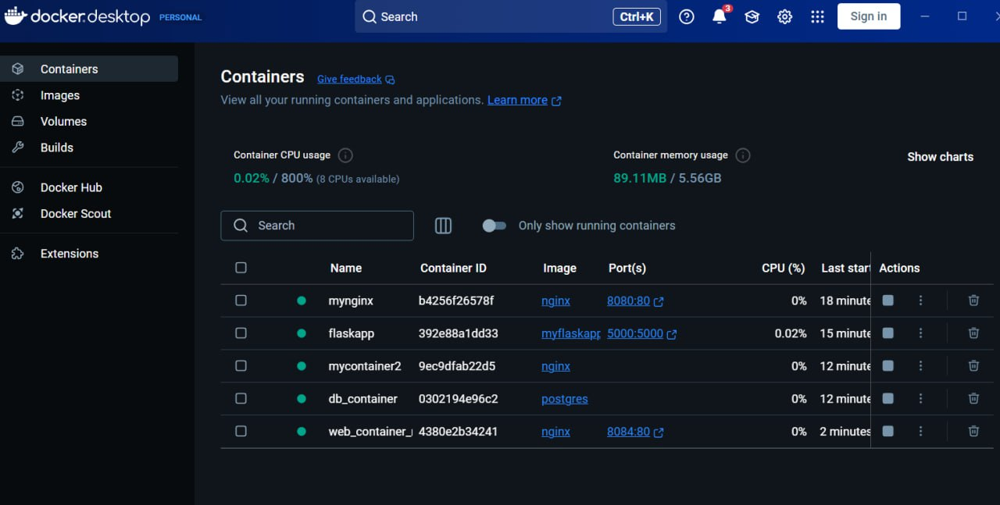 docker.desktop PERSONAL Search Ctrl+K 3 Sign in
Containers
Images
Volumes
Builds
Docker Hub
Docker Scout
Extensions
Containers Give feedback
View all your running containers and applications. Learn more
Container CPU usage
0.02% / 800% (8 CPUs available)
Container memory usage
89.11MB / 5.56GB
Show charts
Search Only show running containers
Name Container ID Image Port(s) CPU (%) Last start Actions
mynginx b4256f26578f nginx 8080:80 0% 18 minute
flaskapp 392e88a1dd33 myflaskapp 5000:5000 0.02% 15 minute
mycontainer2 9ec9dfab22d5 nginx 0% 12 minute
db_container 0302194e96c2 postgres 0% 12 minute
web_container_ 4380e2b34241 nginx 8084:80 0% 2 minutes